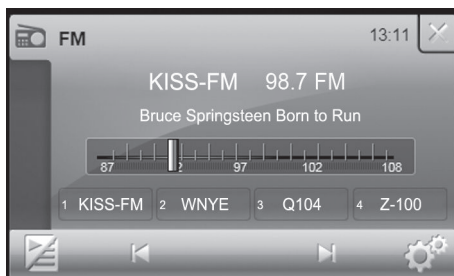 FM 13:11
KISS-FM 98.7 FM
Bruce Springsteen Born to Run
87 2 97 102 108
1 KISS-FM 2 WNYE 3 Q104 4 Z-100